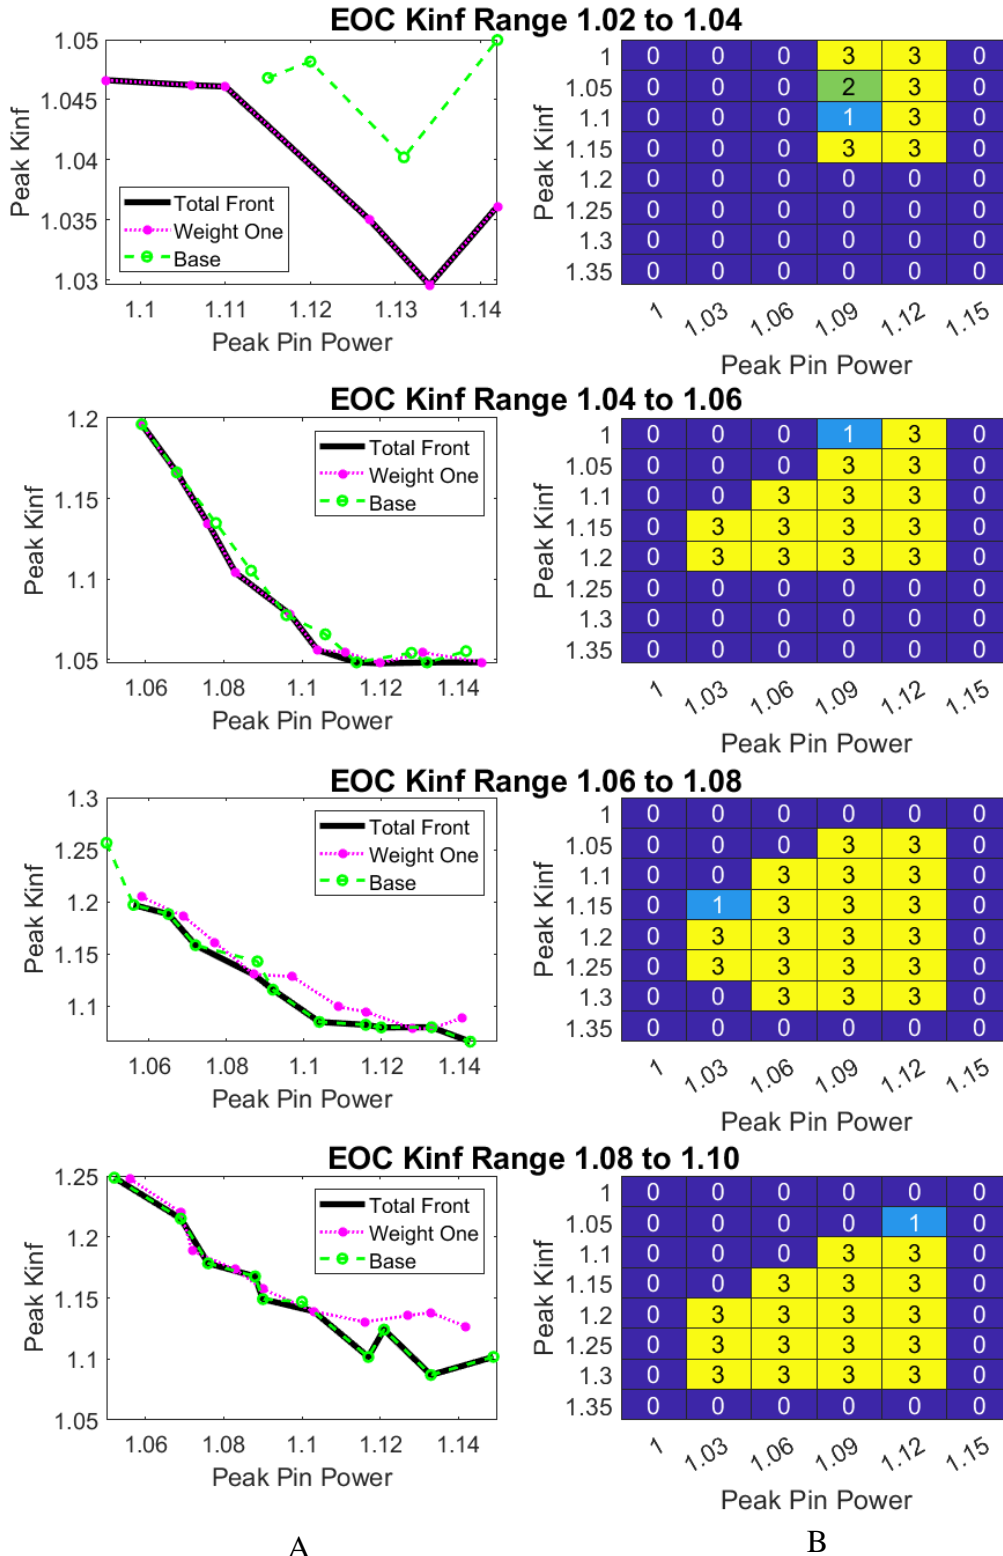 EOC Kinf Range 1.02 to 1.04
1.05
1.045
1.04
1.035
1.03
Peak Kinf
Total Front
Weight One
Base
1.1 1.11 1.12 1.13 1.14
Peak Pin Power
Peak Kinf
1 0 0 0 3 3 0
1.05 0 0 0 2 3 0
1.1 0 0 0 1 3 0
1.15 0 0 0 3 3 0
1.2 0 0 0 0 0 0
1.25 0 0 0 0 0 0
1.3 0 0 0 0 0 0
1.35 0 0 0 0 0 0
1 1.03 1.06 1.09 1.12 1.15
Peak Pin Power
EOC Kinf Range 1.04 to 1.06
1.2
1.15
1.1
1.05
Peak Kinf
Total Front
Weight One
Base
1.06 1.08 1.1 1.12 1.14
Peak Pin Power
Peak Kinf
1 0 0 0 1 3 0
1.05 0 0 0 3 3 0
1.1 0 0 3 3 3 0
1.15 0 3 3 3 3 0
1.2 0 3 3 3 3 0
1.25 0 0 0 0 0 0
1.3 0 0 0 0 0 0
1.35 0 0 0 0 0 0
1 1.03 1.06 1.09 1.12 1.15
Peak Pin Power
EOC Kinf Range 1.06 to 1.08
1.3
1.25
1.2
1.15
1.1
Peak Kinf
Total Front
Weight One
Base
1.06 1.08 1.1 1.12 1.14
Peak Pin Power
Peak Kinf
1 0 0 0 0 0 0
1.05 0 0 0 3 3 0
1.1 0 0 3 3 3 0
1.15 0 1 3 3 3 0
1.2 0 3 3 3 3 0
1.25 0 3 3 3 3 0
1.3 0 0 3 3 3 0
1.35 0 0 0 0 0 0
1 1.03 1.06 1.09 1.12 1.15
Peak Pin Power
EOC Kinf Range 1.08 to 1.10
1.25
1.2
1.15
1.1
1.05
Peak Kinf
Total Front
Weight One
Base
1.06 1.08 1.1 1.12 1.14
Peak Pin Power
Peak Kinf
1 0 0 0 0 0 0
1.05 0 0 0 0 1 0
1.1 0 0 0 3 3 0
1.15 0 0 3 3 3 0
1.2 0 3 3 3 3 0
1.25 0 3 3 3 3 0
1.3 0 3 3 3 3 0
1.35 0 0 0 0 0 0
1 1.03 1.06 1.09 1.12 1.15
Peak Pin Power
A
B